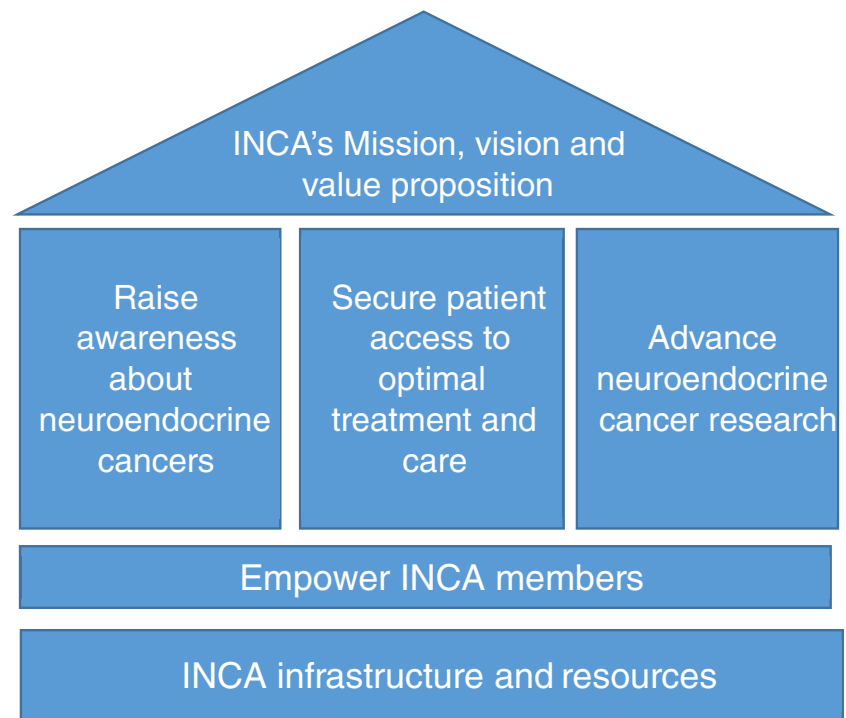 INCA's Mission, vision and
value proposition
Raise
awareness
about
neuroendocrine
cancers
Secure patient
access to
optimal
treatment and
care
Advance
neuroendocrine
cancer research
Empower INCA members
INCA infrastructure and resources